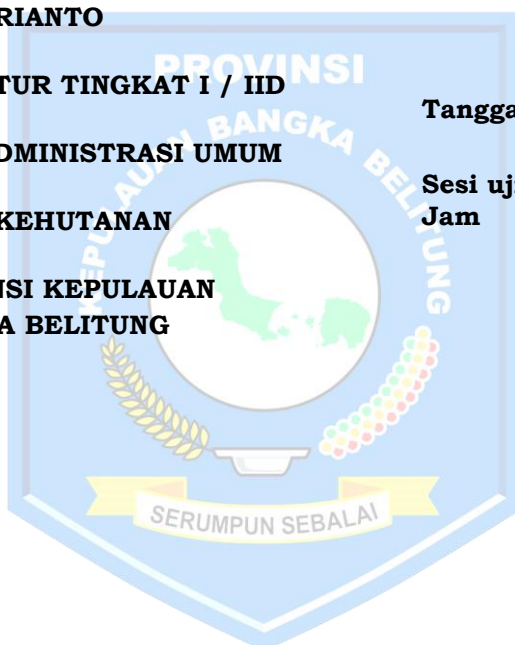 RIANTO
TUR TINGKAT I / IID
DMINISTRASI UMUM
KEHUTANAN
NSI KEPULAUAN
A BELITUNG
Tangga
Sesi uj
Jam
PROVINSI
KEPULAUAN BANGKA BELITUNG
SERUMPUN SEBALAI